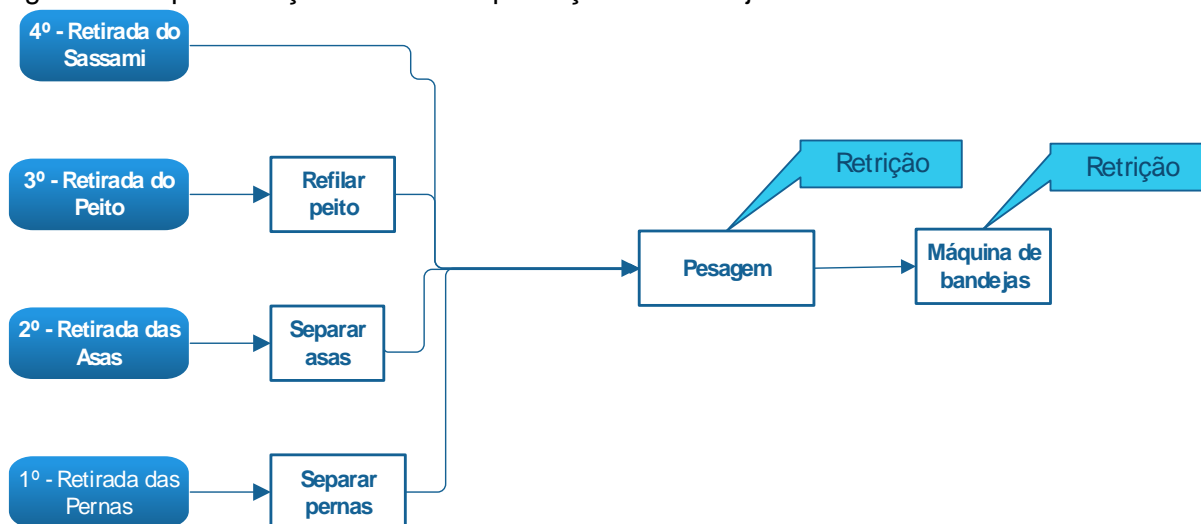 4º - Retirada do
Sassami
3º - Retirada do
Peito
Refilar
peito
Retrição
Retrição
Pesagem
Máquina de
bandejas
2º - Retirada das
Asas
Separar
asas
1º - Retirada das
Pernas
Separar
pernas